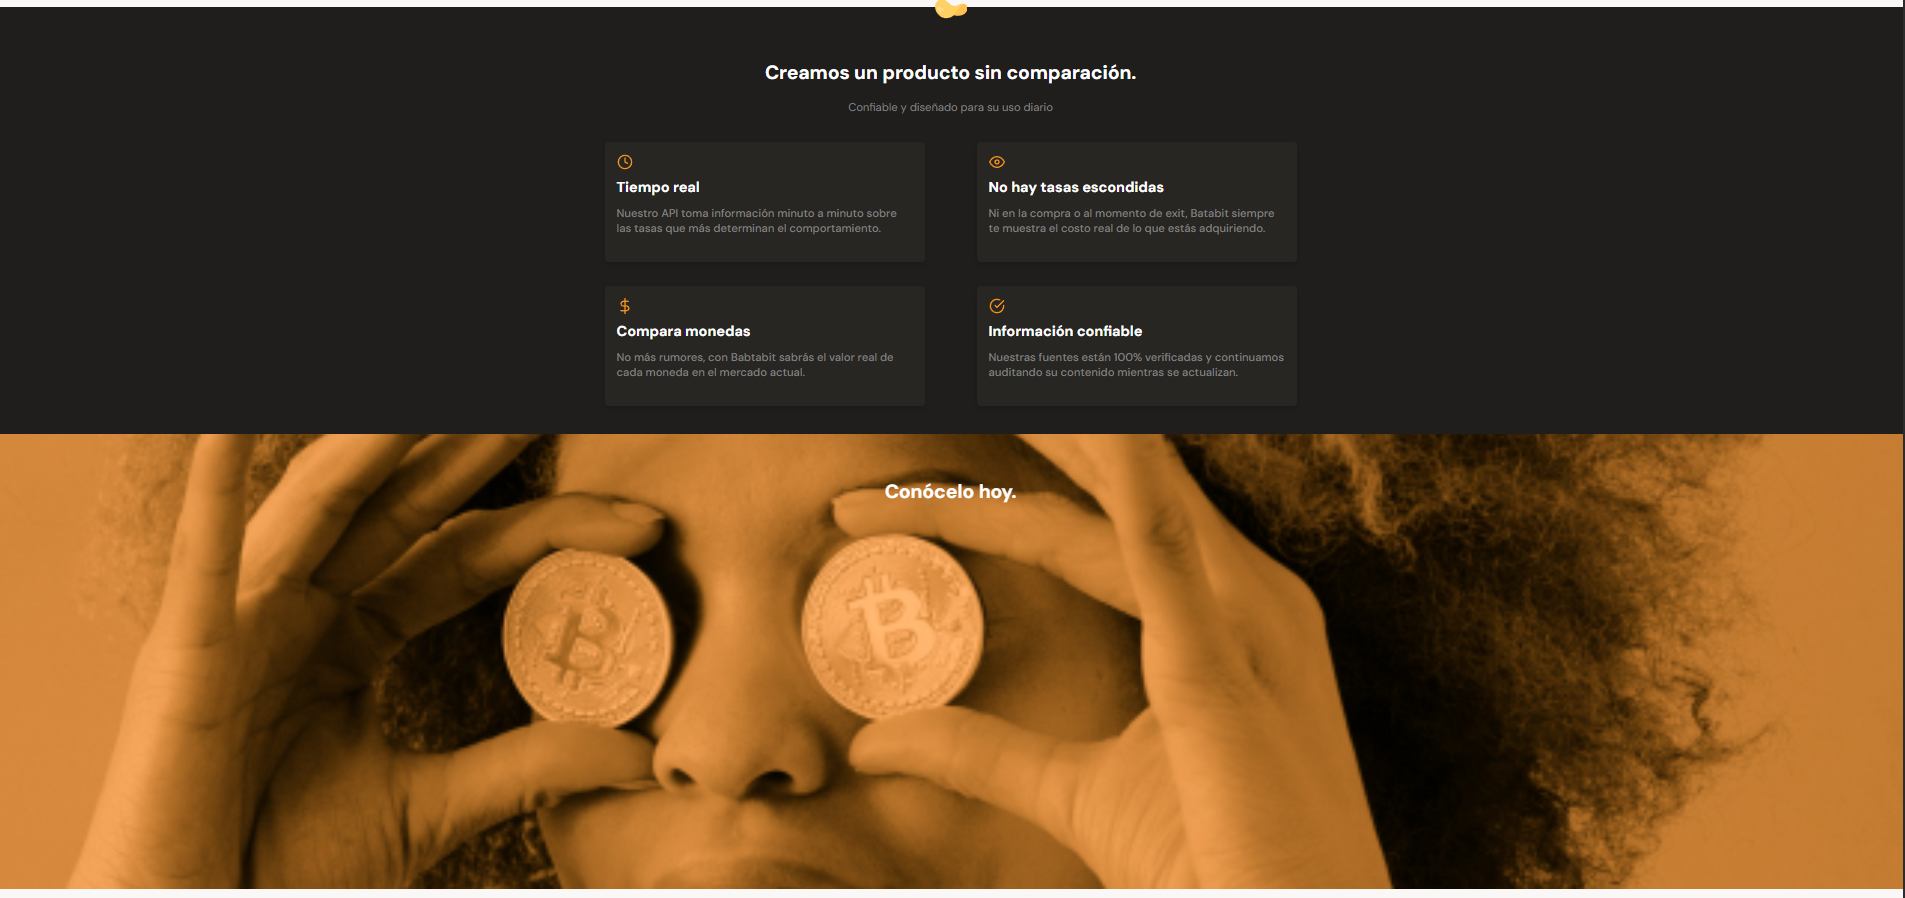 Creamos un producto sin comparación.
Confiable y diseñado para su uso diario
Tiempo real
Nuestro API toma información minuto a minuto sobre
las tasas que más determinan el comportamiento.
No hay tasas escondidas
Ni en la compra o al momento de exit, Batabit siempre
te muestra el costo real de lo que estás adquiriendo.
Compara monedas
No más rumores, con Babtabit sabrás el valor real de
cada moneda en el mercado actual.
Información confiable
Nuestras fuentes están 100% verificadas y continuamos
auditando su contenido mientras se actualizan.
Conócelo hoy.